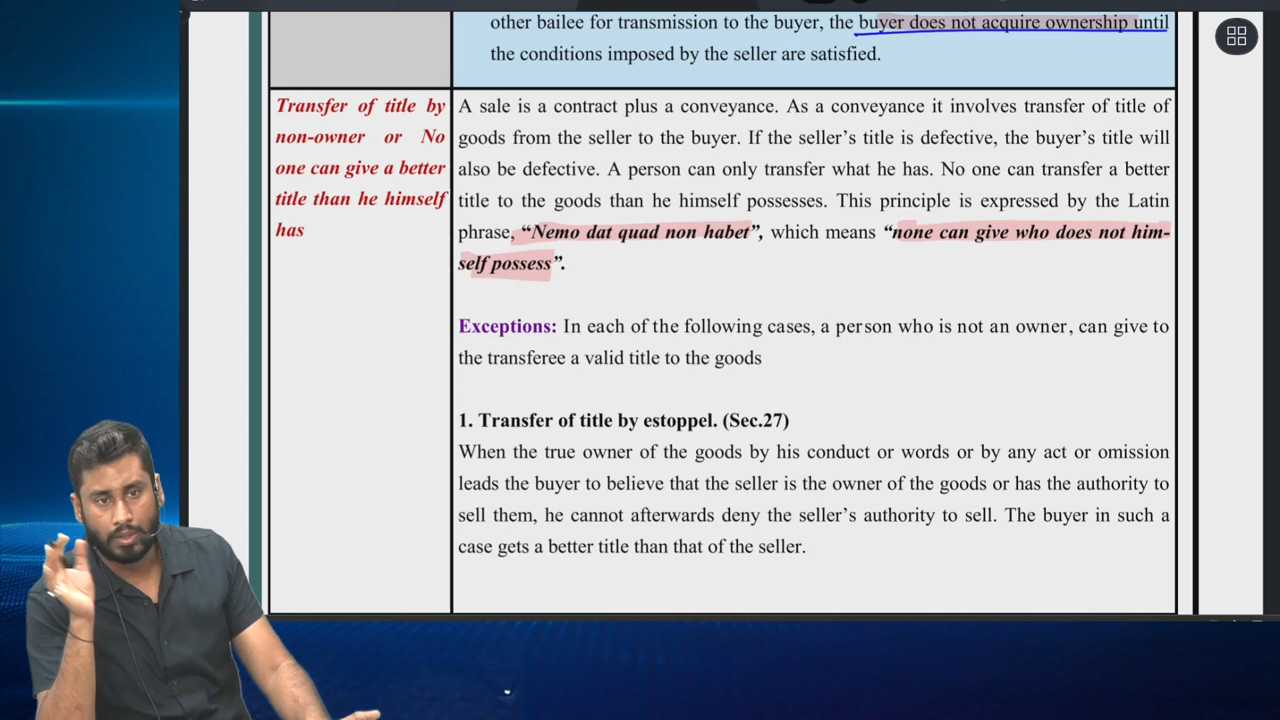 other bailee for transmission to the buyer, the buyer does not acquire ownership until
the conditions imposed by the seller are satisfied.
Transfer of title by
non-owner or No
one can give a better
title than he himself
has
A sale is a contract plus a conveyance. As a conveyance it involves transfer of title of
goods from the seller to the buyer. If the seller’s title is defective, the buyer’s title will
also be defective. A person can only transfer what he has. No one can transfer a better
title to the goods than he himself possesses. This principle is expressed by the Latin
phrase, “Nemo dat quad non habet”, which means “none can give who does not him-
self possess”.
Exceptions: In each of the following cases, a person who is not an owner, can give to
the transferee a valid title to the goods
1. Transfer of title by estoppel. (Sec.27)
When the true owner of the goods by his conduct or words or by any act or omission
leads the buyer to believe that the seller is the owner of the goods or has the authority to
sell them, he cannot afterwards deny the seller’s authority to sell. The buyer in such a
case gets a better title than that of the seller.